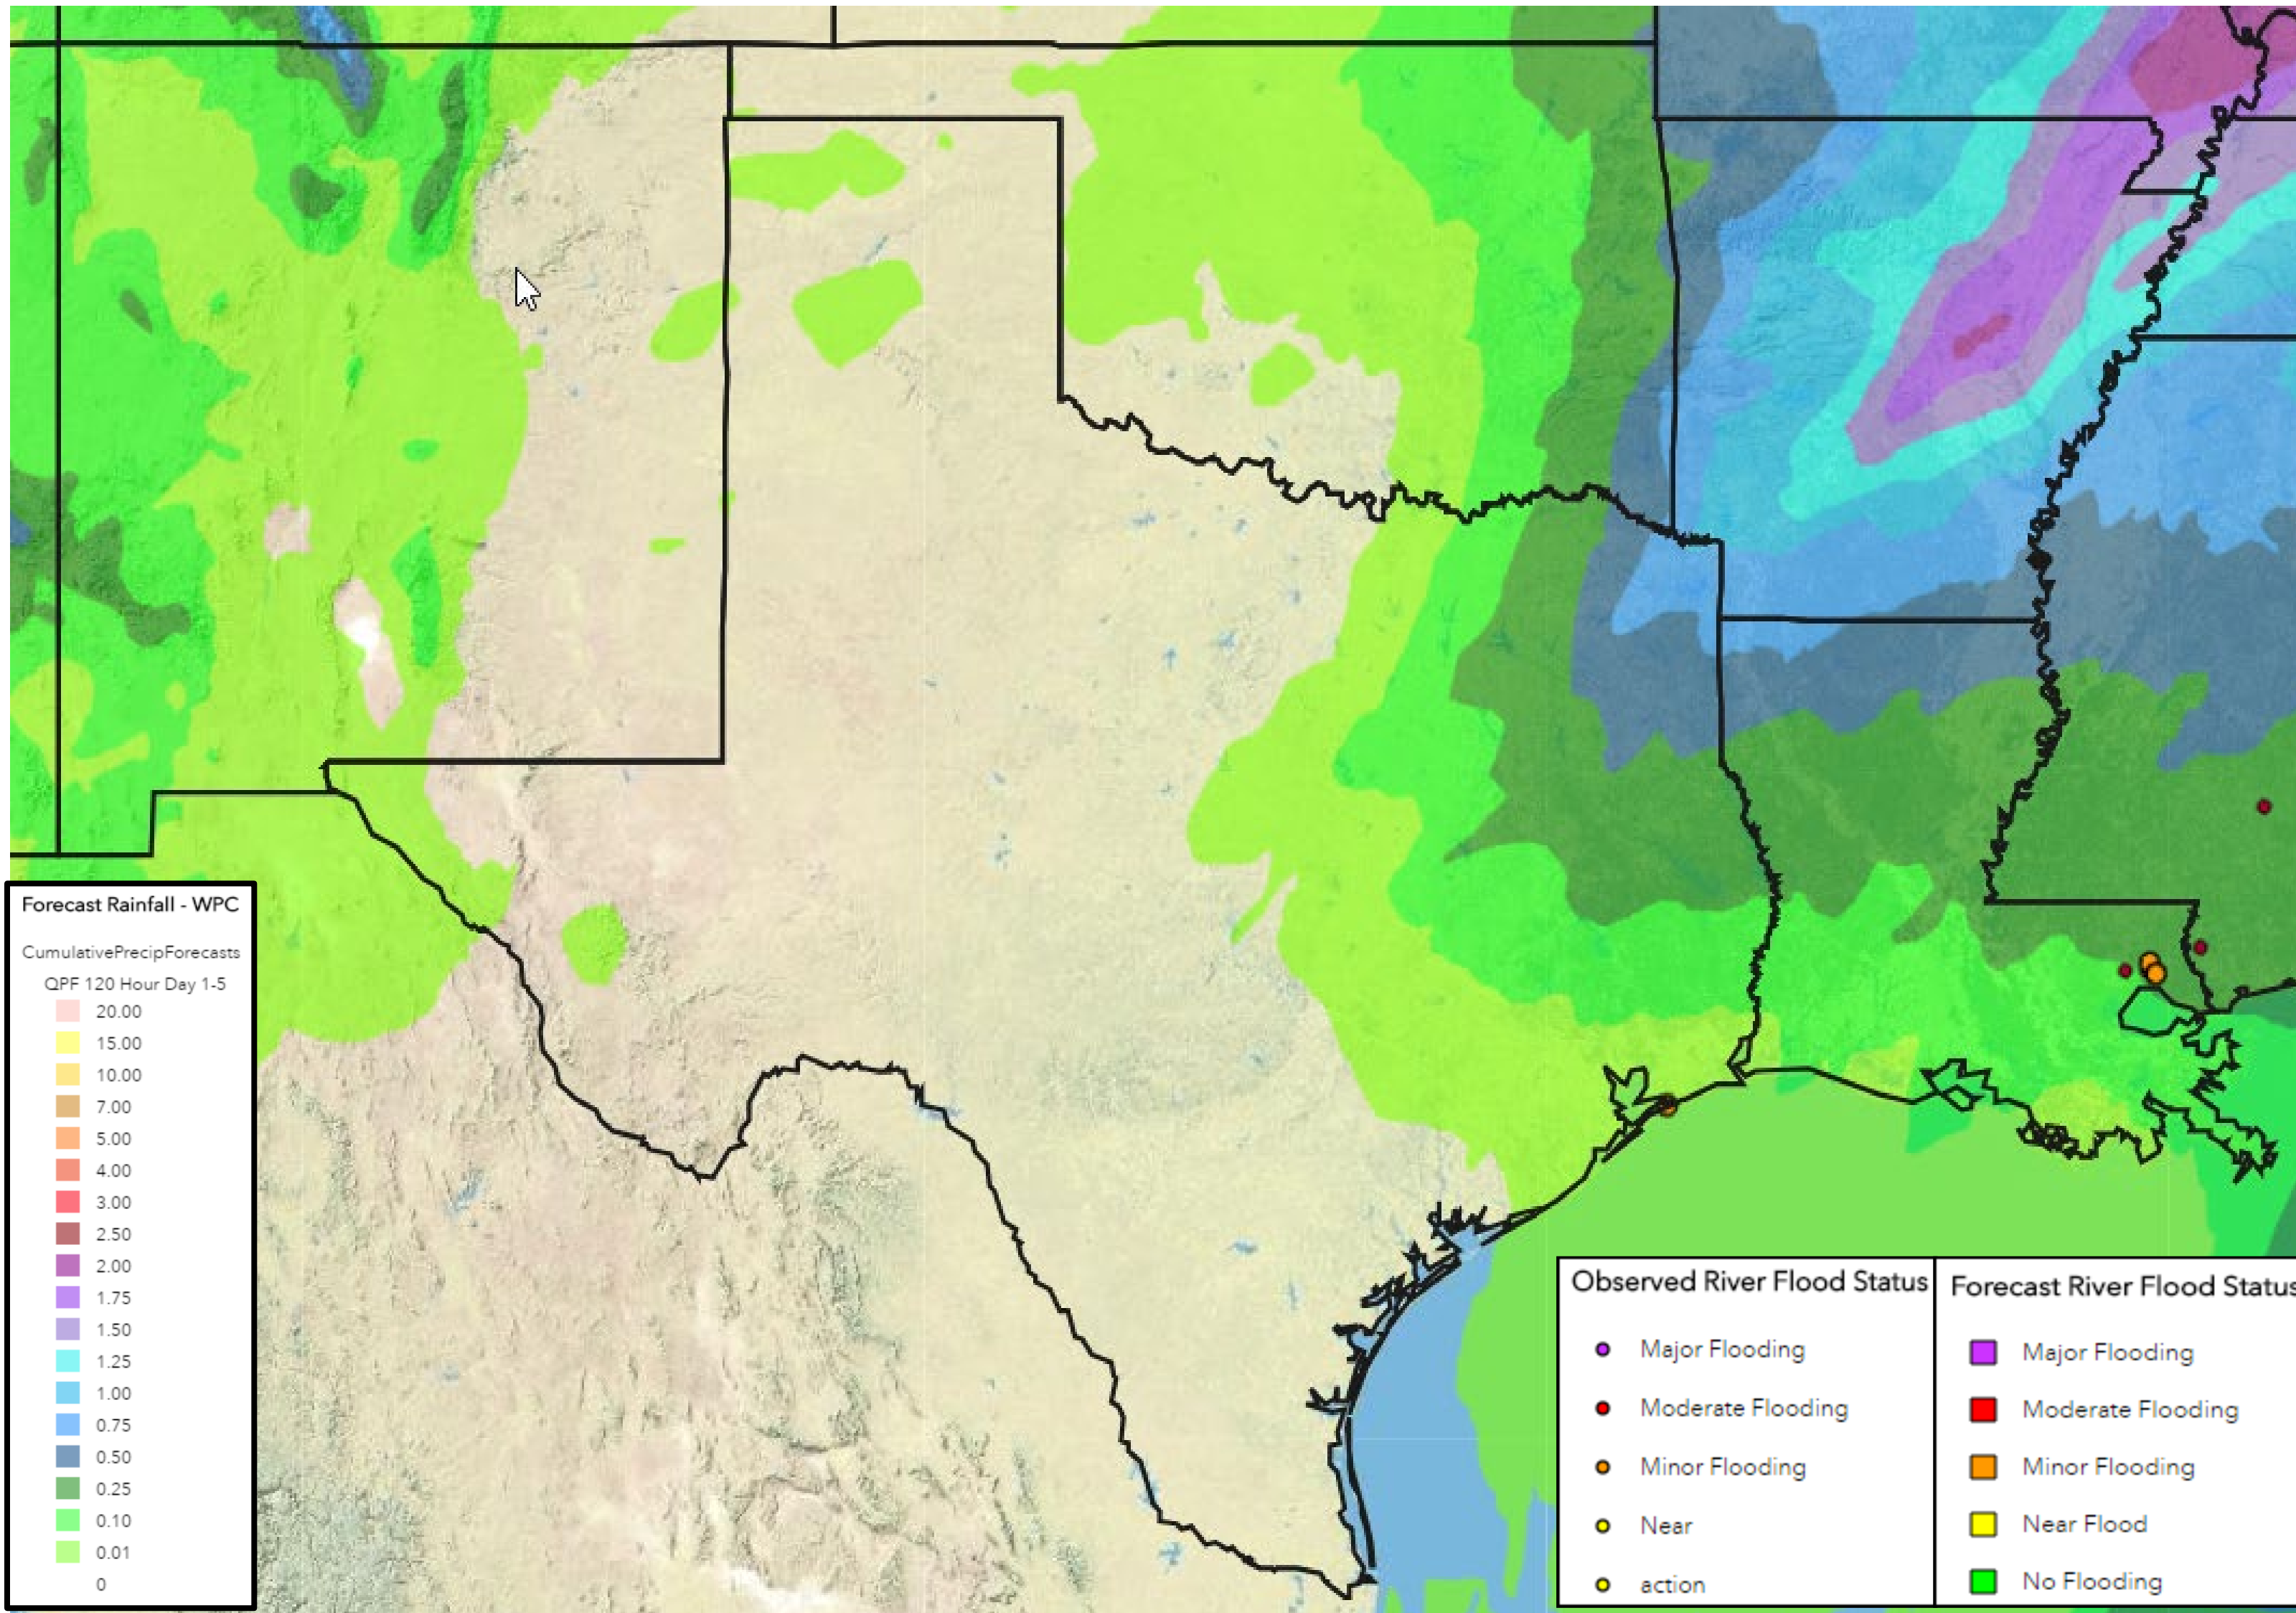 Forecast Rainfall - WPC
CumulativePrecipForecasts
QPF 120 Hour Day 1-5
20.00
15.00
10.00
7.00
5.00
4.00
3.00
2.50
2.00
1.75
1.50
1.25
1.00
0.75
0.50
0.25
0.10
0.01
0
Observed River Flood Status
Major Flooding
Moderate Flooding
Minor Flooding
Near
action
Forecast River Flood Status
Major Flooding
Moderate Flooding
Minor Flooding
Near Flood
No Flooding